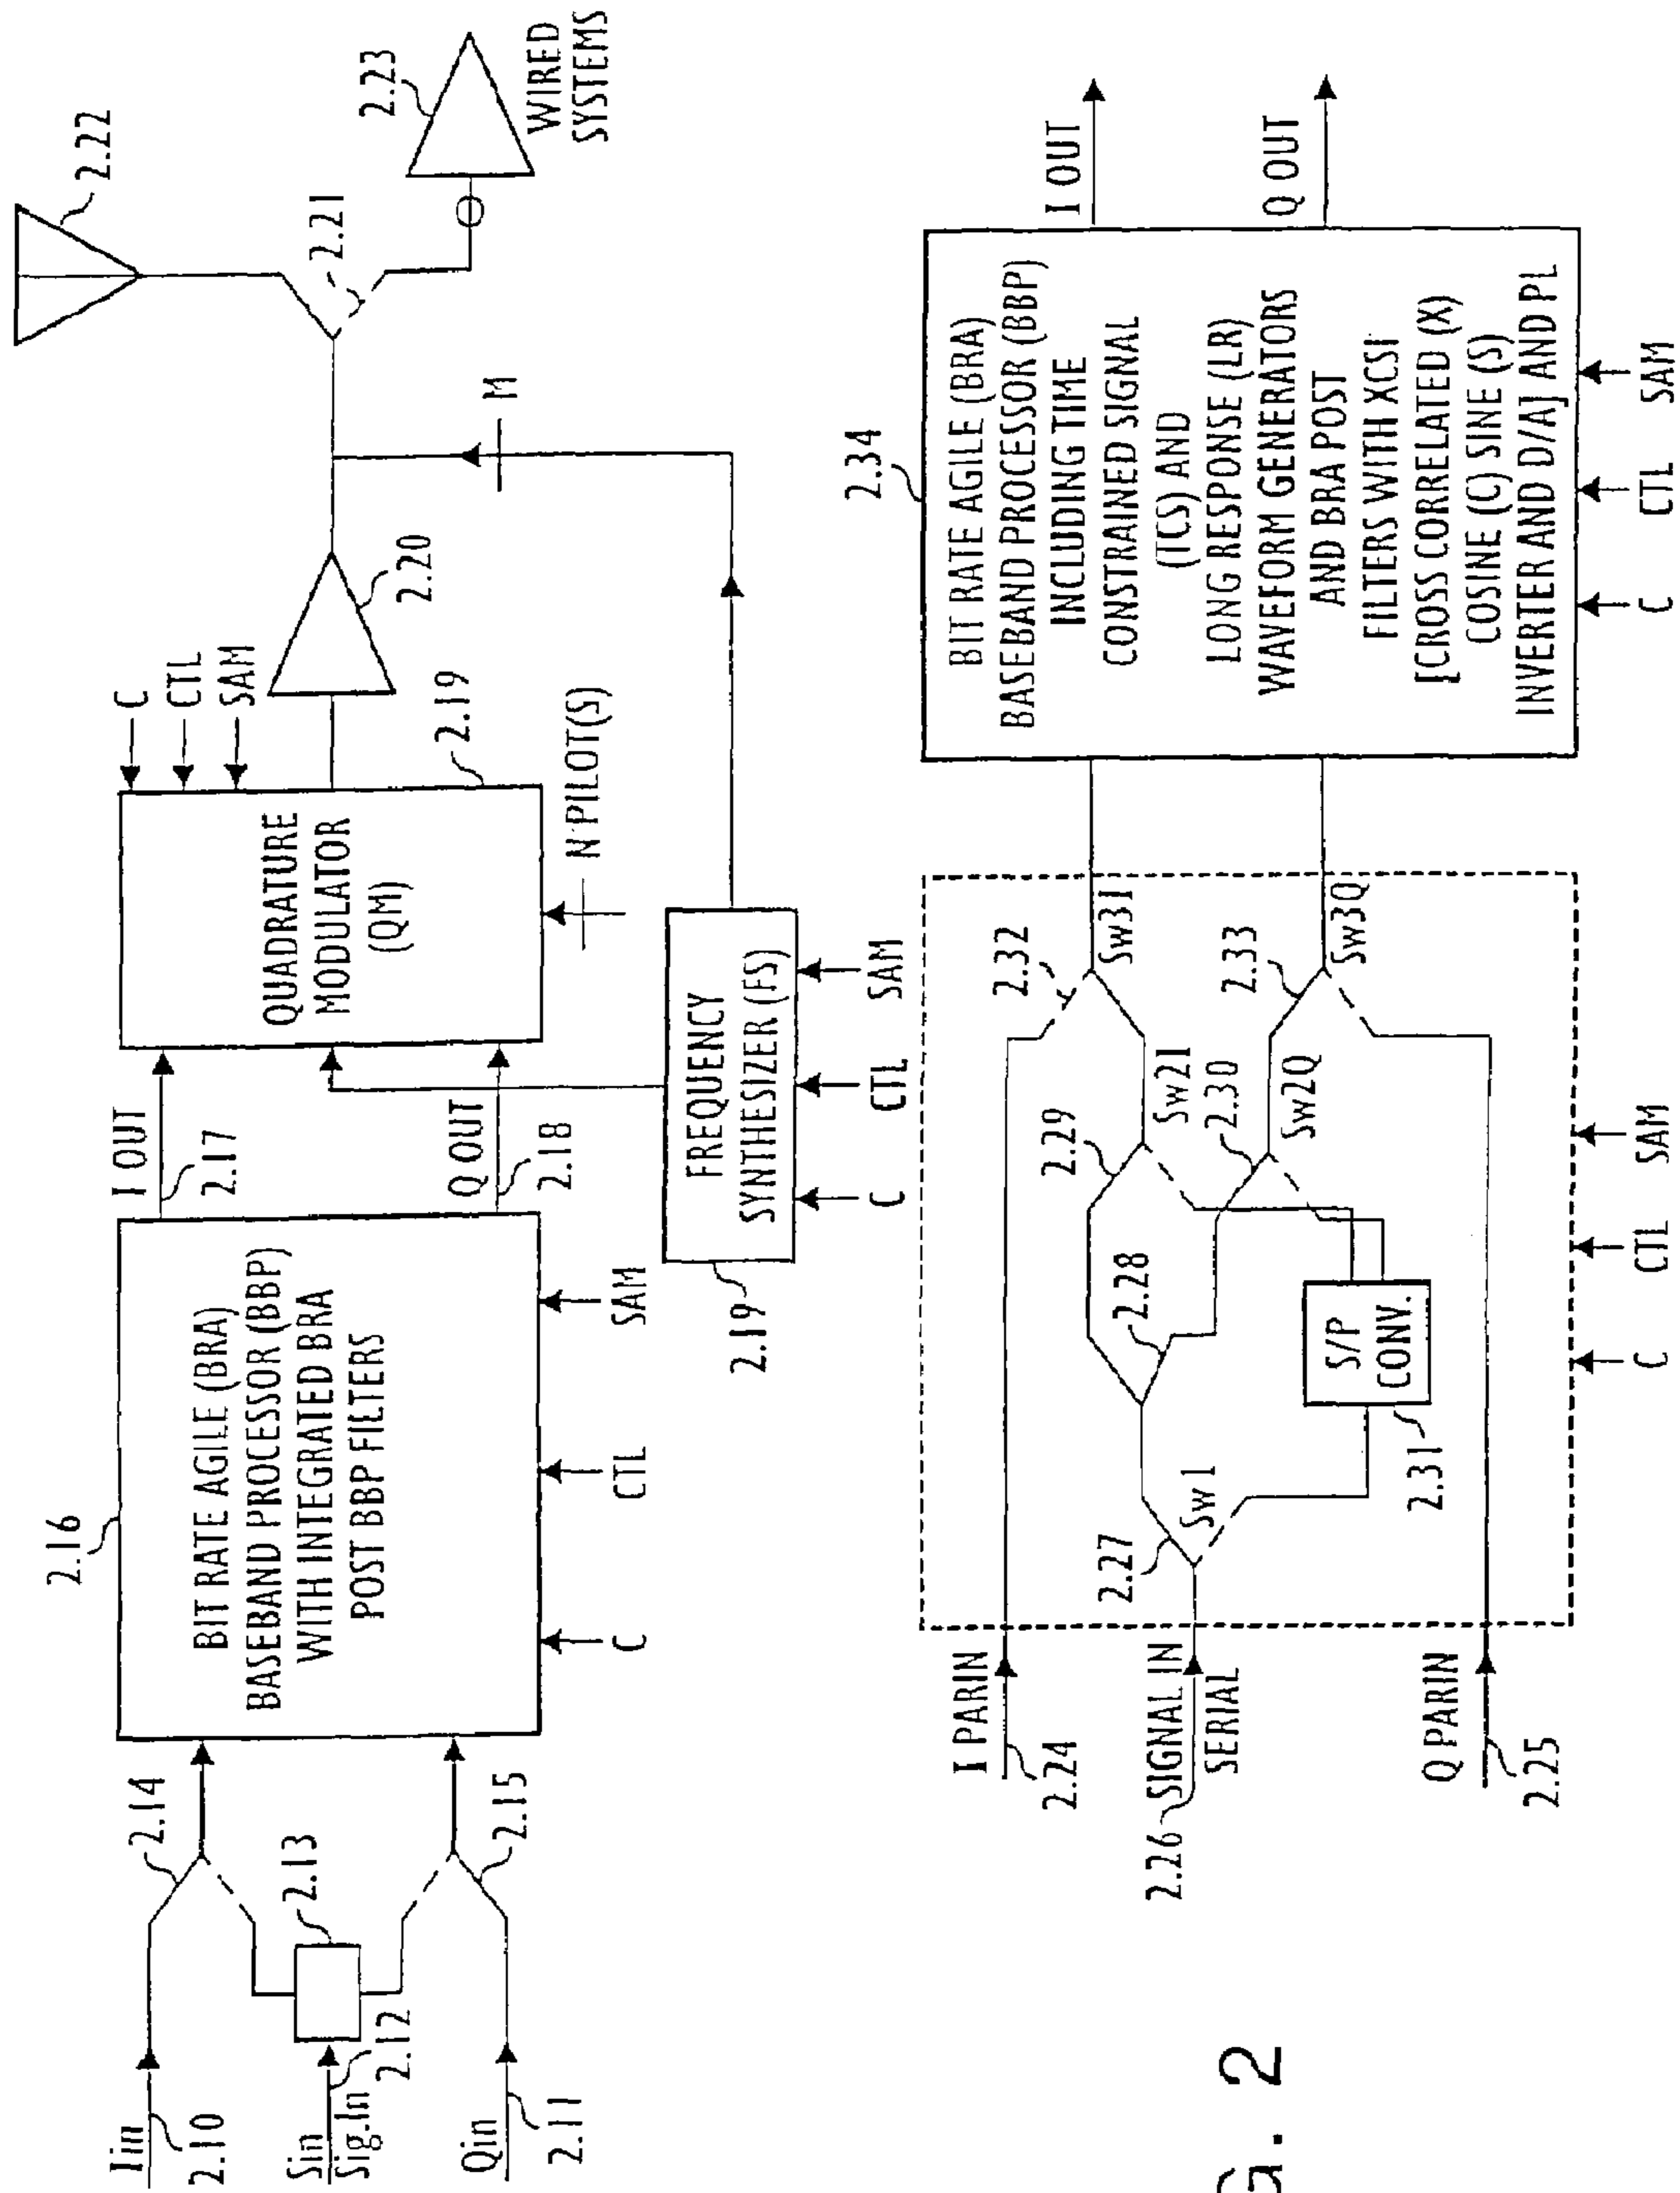 Iin
2.10
Sin
Sig.In
2.12
Qin
2.11
2.13
2.14
2.15
2.16
BIT RATE AGILE (BRA)
BASEBAND PROCESSOR (BBP)
WITH INTEGRATED BRA
POST BBP FILTERS
C
CTL
SAM
I OUT
2.17
Q OUT
2.18
QUADRATURE
MODULATOR
(QM)
C
CTL
SAM
2.19
N PILOT(S)
2.19
FREQUENCY
SYNTHESIZER (FS)
C
CTL
SAM
2.20
M
2.21
2.22
2.23
WIRED
SYSTEMS
I PARIN
2.24
2.26
SIGNAL IN
SERIAL
Q PARIN
2.25
2.27
Sw1
2.28
2.29
Sw2I
2.30
Sw2Q
2.31
S/P
CONV.
2.32
Sw3I
2.33
Sw3Q
C
CTL
SAM
2.34
BIT RATE AGILE (BRA)
BASEBAND PROCESSOR (BBP)
INCLUDING TIME
CONSTRAINED SIGNAL
(TCS) AND
LONG RESPONSE (LR)
WAVEFORM GENERATORS
AND BRA POST
FILTERS WITH XCSI
[CROSS CORRELATED (X)
COSINE (C) SINE (S)
INVERTER AND D/A] AND PL
C
CTL
SAM
I OUT
Q OUT
G. 2